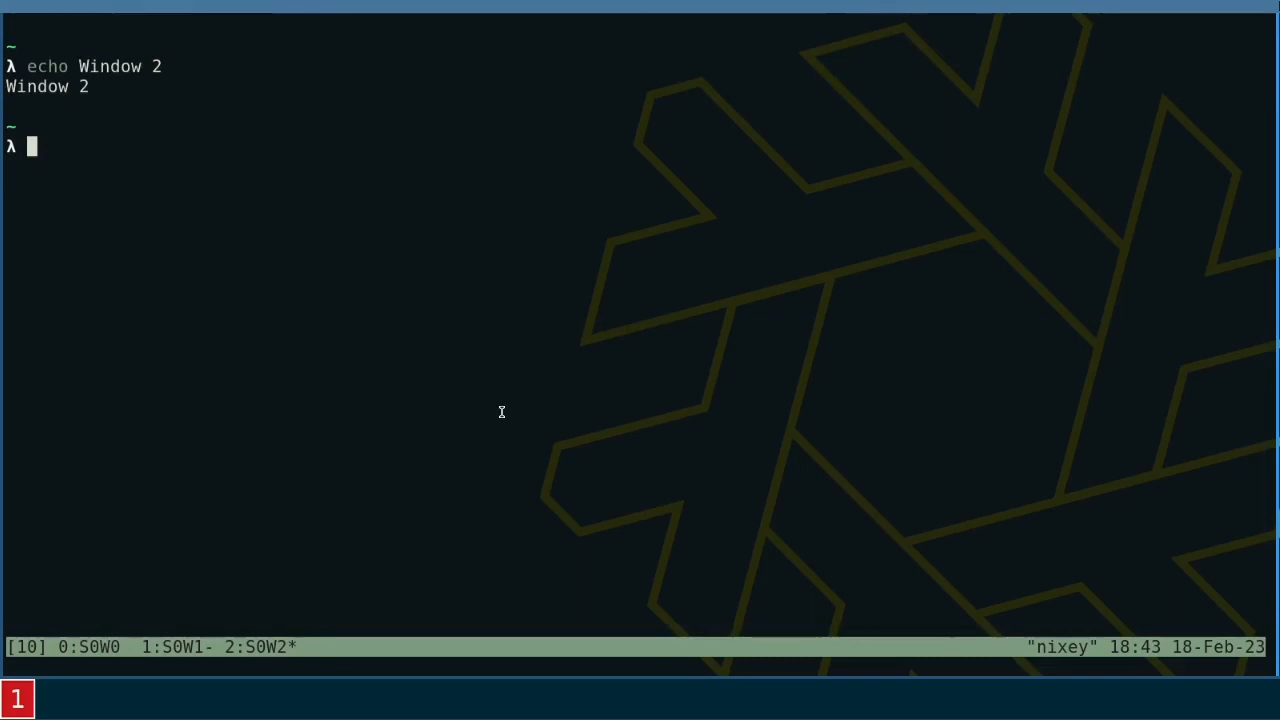 ~
λ echo Window 2
Window 2
~
λ
[10] 0:S0W0  1:S0W1- 2:S0W2* "nixey" 18:43 18-Feb-23
1